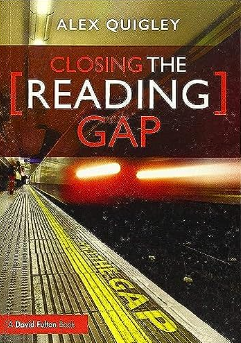 ALEX QUIGLEY
CLOSING THE
[READING]
GAP
THE GAP
A David Fulton Book